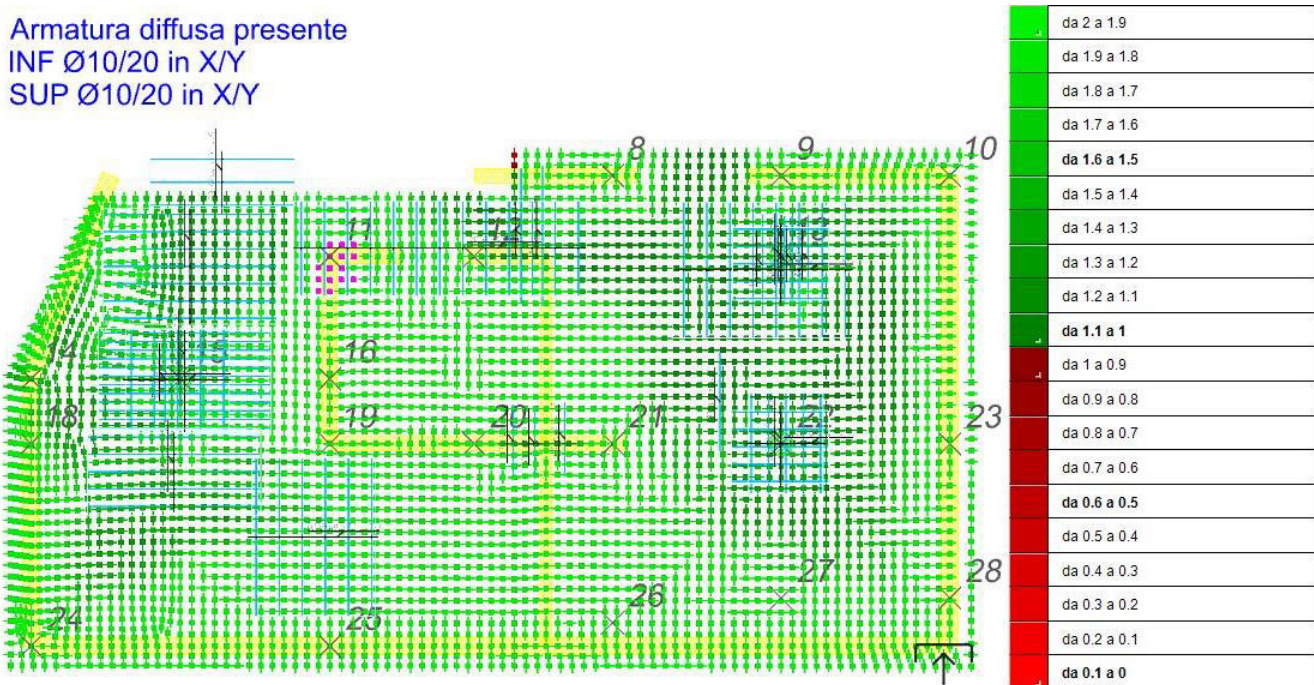 Armatura diffusa presente
INF Ø10/20 in X/Y
SUP Ø10/20 in X/Y
8
9
10
11
12
13
14
15
16
18
19
20
21
22
23
24
25
26
27
28
da 2 a 1.9
da 1.9 a 1.8
da 1.8 a 1.7
da 1.7 a 1.6
da 1.6 a 1.5
da 1.5 a 1.4
da 1.4 a 1.3
da 1.3 a 1.2
da 1.2 a 1.1
da 1.1 a 1
da 1 a 0.9
da 0.9 a 0.8
da 0.8 a 0.7
da 0.7 a 0.6
da 0.6 a 0.5
da 0.5 a 0.4
da 0.4 a 0.3
da 0.3 a 0.2
da 0.2 a 0.1
da 0.1 a 0